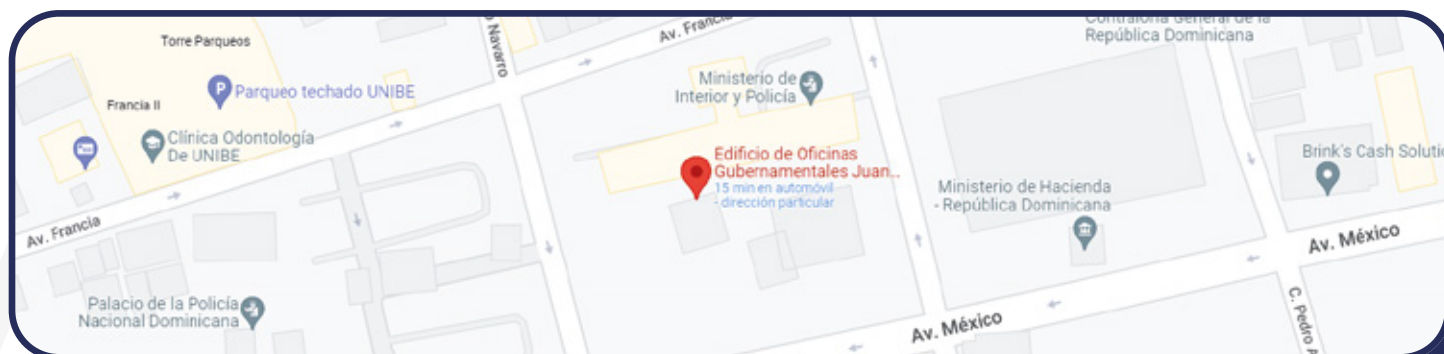 Torre Parqueos
P
Parqueo techado UNIBE
Francia II
Clínica Odontología
De UNIBE
Av. Francia
Palacio de la Policía
Nacional Dominicana
Navarro
Av. Francia
Ministerio de
Interior y Policía
Edificio de Oficinas
Gubernamentales Juan..
15 min en automóvil
- dirección particular
Contraloría General de la
República Dominicana
Ministerio de Hacienda
- República Dominicana
Brink's Cash Solutio
Av. México
Av. México
C. Pedro A